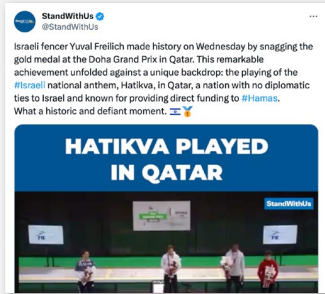 StandWithUs
@StandWithUs
Israeli fencer Yuval Freilich made history on Wednesday by snagging the
gold medal at the Doha Grand Prix in Qatar. This remarkable
achievement unfolded against a unique backdrop: the playing of the
#Israeli national anthem, Hatikva, in Qatar, a nation with no diplomatic
ties to Israel and known for providing direct funding to #Hamas.
What a historic and defiant moment. 🇮🇱🥇
HATIKVA PLAYED
IN QATAR
StandWithUs